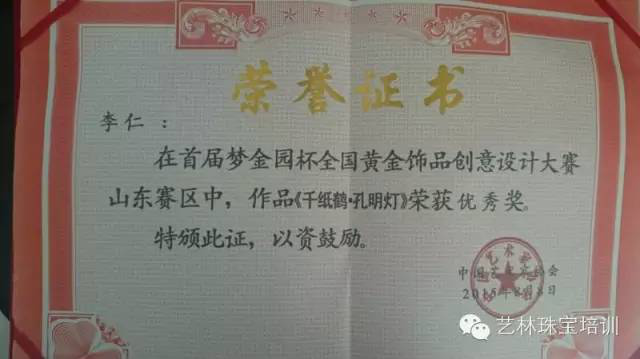 荣誉证书
李仁：
在首届梦金园杯全国黄金饰品创意设计大赛
山东赛区中，作品《千纸鹤·孔明灯》荣获优秀奖。
特颁此证，以资鼓励。
艺林珠宝培训